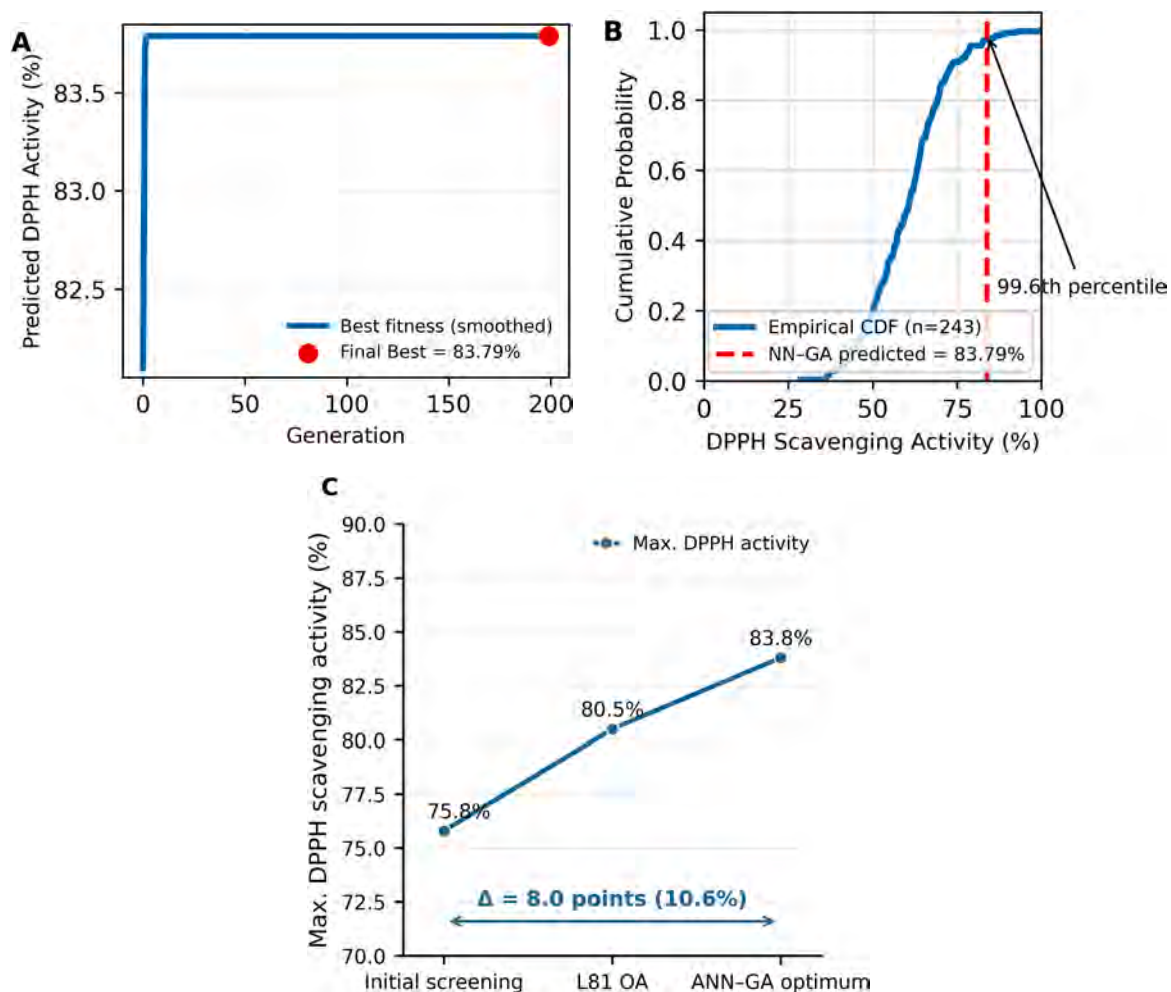 A
Predicted DPPH Activity (%)
83.5
83.0
82.5
Best fitness (smoothed)
Final Best = 83.79%
0
50
100
150
200
Generation
B
Cumulative Probability
1.0
0.8
0.6
0.4
0.2
0.0
99.6th percentile
Empirical CDF (n=243)
NN–GA predicted = 83.79%
0
25
50
75
100
DPPH Scavenging Activity (%)
C
Max. DPPH scavenging activity (%)
90.0
87.5
85.0
82.5
80.0
77.5
75.0
72.5
70.0
Max. DPPH activity
83.8%
80.5%
75.8%
Δ = 8.0 points (10.6%)
Initial screening
L81 OA
ANN–GA optimum